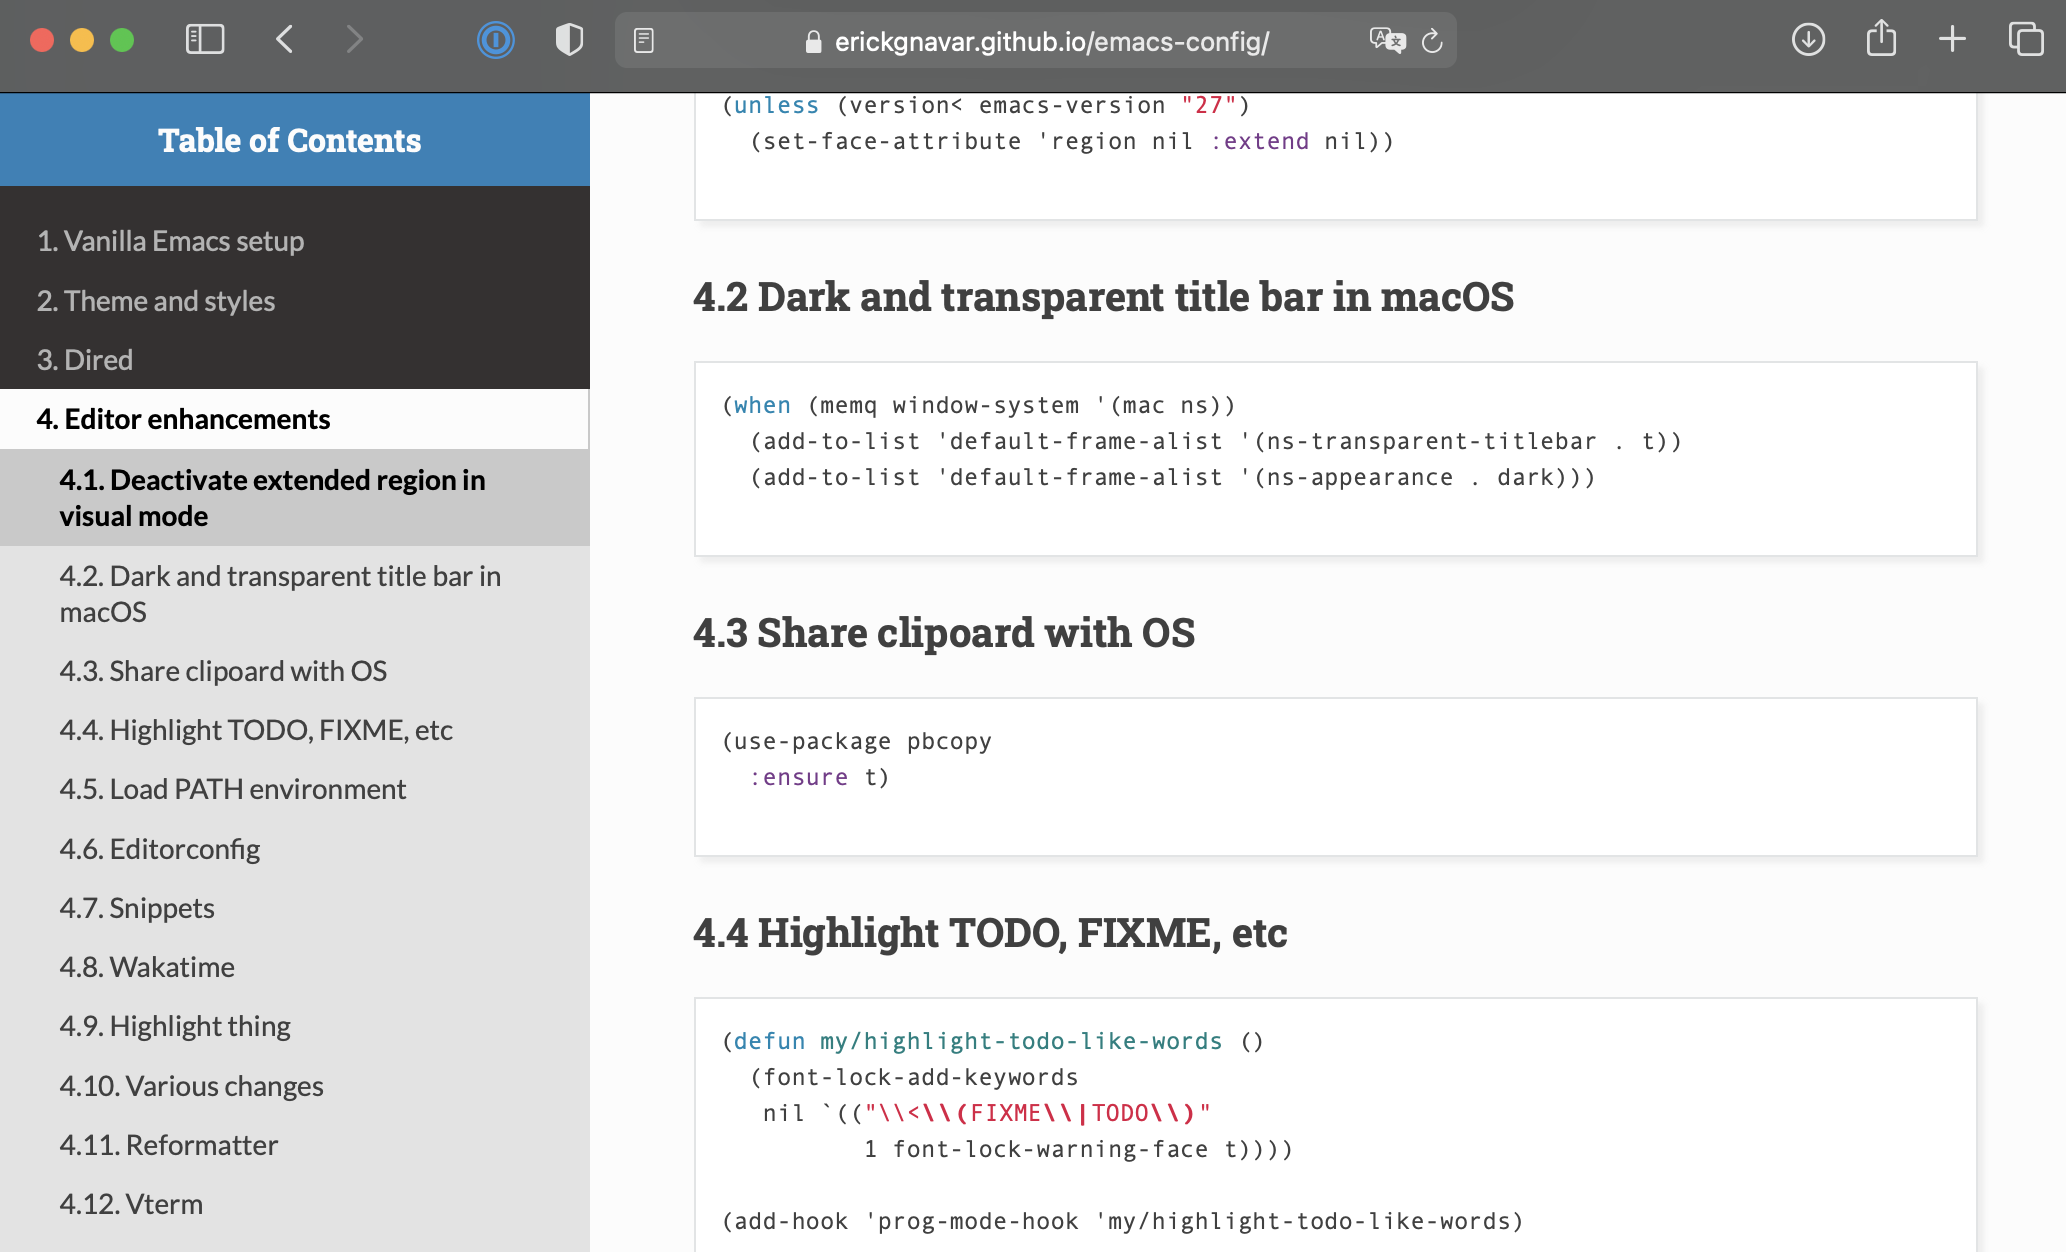 erickgnavar.github.io/emacs-config/
Table of Contents
1. Vanilla Emacs setup
2. Theme and styles
3. Dired
4. Editor enhancements
4.1. Deactivate extended region in
visual mode
4.2. Dark and transparent title bar in
macOS
4.3. Share clipoard with OS
4.4. Highlight TODO, FIXME, etc
4.5. Load PATH environment
4.6. Editorconfig
4.7. Snippets
4.8. Wakatime
4.9. Highlight thing
4.10. Various changes
4.11. Reformatter
4.12. Vterm
(unless (version< emacs-version "27")
  (set-face-attribute 'region nil :extend nil))
4.2 Dark and transparent title bar in macOS
(when (memq window-system '(mac ns))
  (add-to-list 'default-frame-alist '(ns-transparent-titlebar . t))
  (add-to-list 'default-frame-alist '(ns-appearance . dark)))
4.3 Share clipoard with OS
(use-package pbcopy
  :ensure t)
4.4 Highlight TODO, FIXME, etc
(defun my/highlight-todo-like-words ()
  (font-lock-add-keywords
   nil `(("\\<\\(FIXME\\|TODO\\)"
          1 font-lock-warning-face t))))
(add-hook 'prog-mode-hook 'my/highlight-todo-like-words)